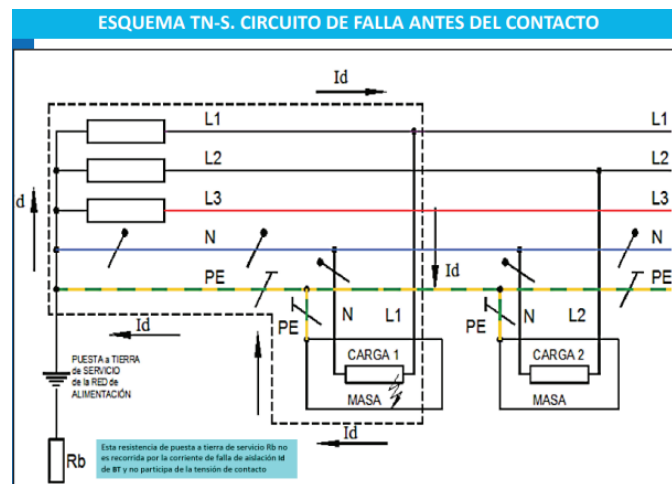 ESQUEMA TN-S. CIRCUITO DE FALLA ANTES DEL CONTACTO
Id
L1
L1
L2
L2
L3
L3
d
N
N
PE
Id
PE
Id
PE
N
L1
PE
N
L2
CARGA 1
CARGA 2
MASA
MASA
PUESTA a TIERRA
de SERVICIO
de la RED de
ALIMENTACIÓN
Id
Rb
Esta resistencia de puesta a tierra de servicio Rb no
es recorrida por la corriente de falla de aislación Id
de BT y no participa de la tensión de contacto